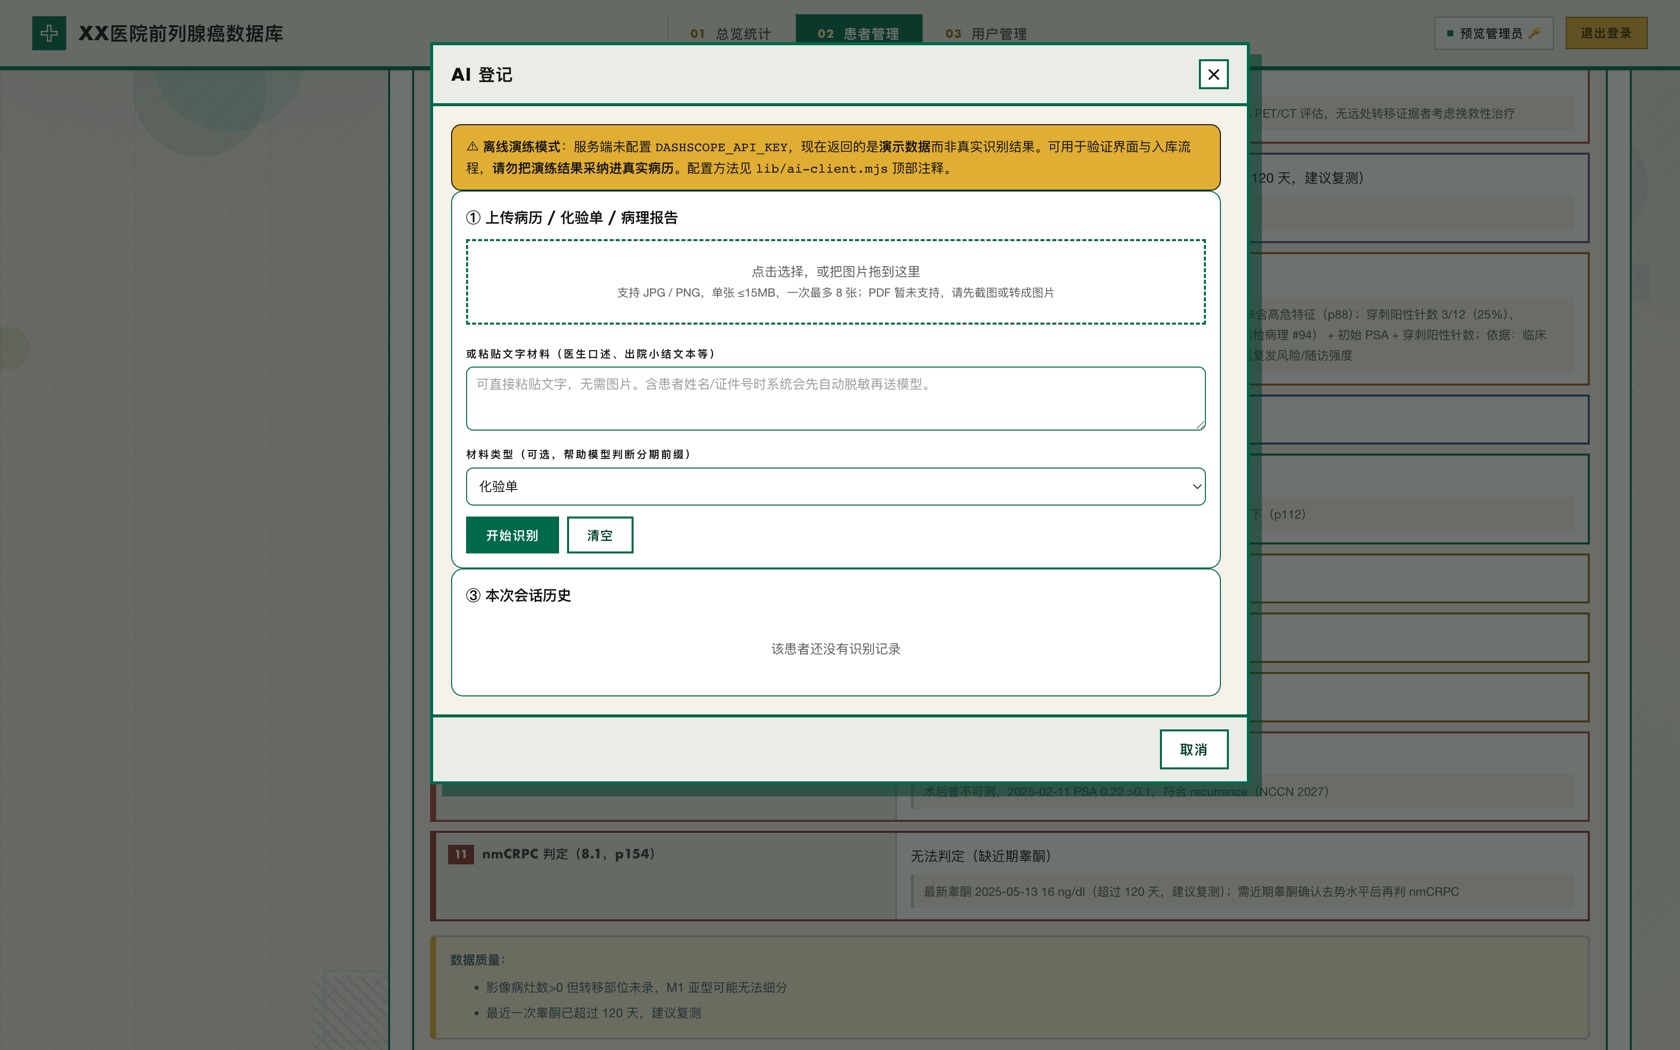 XX医院前列腺癌数据库
01 总览统计
02 患者管理
03 用户管理
预览管理员 🔑
退出登录
AI 登记
⚠ 离线演练模式：服务端未配置 DASHSCOPE_API_KEY，现在返回的是演示数据而非真实识别结果。可用于验证界面与入库流
程，请勿把演练结果采纳进真实病历。配置方法见 lib/ai-client.mjs 顶部注释。
① 上传病历 / 化验单 / 病理报告
点击选择，或把图片拖到这里
支持 JPG / PNG，单张 ≤15MB，一次最多 8 张；PDF 暂未支持，请先截图或转成图片
或粘贴文字材料（医生口述、出院小结文本等）
可直接粘贴文字，无需图片。含患者姓名/证件号时系统会先自动脱敏再送模型。
材料类型（可选，帮助模型判断分期前缀）
化验单
开始识别
清空
③ 本次会话历史
该患者还没有识别记录
取消
PET/CT 评估，无远处转移证据者考虑挽救性治疗
120 天，建议复测）
含高危特征（p88）；穿刺阳性针数 3/12（25%），
检病理 #94） + 初始 PSA + 穿刺阳性针数；依据：临床
复发风险/随访强度
下（p112）
术后曾不可测，2025-02-11 PSA 0.22 >0.1，符合 recurrence（NCCN 2027）
11 nmCRPC 判定（8.1，p154）
无法判定（缺近期睾酮）
最新睾酮 2025-05-13 16 ng/dl（超过 120 天，建议复测）；需近期睾酮确认去势水平后再判 nmCRPC
数据质量：
• 影像病灶数>0 但转移部位未录，M1 亚型可能无法细分
• 最近一次睾酮已超过 120 天，建议复测